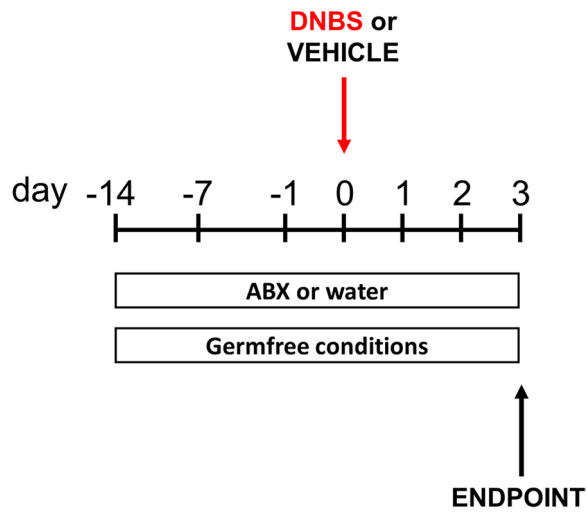 DNBS or
VEHICLE
day -14 -7 -1 0 1 2 3
ABX or water
Germfree conditions
ENDPOINT